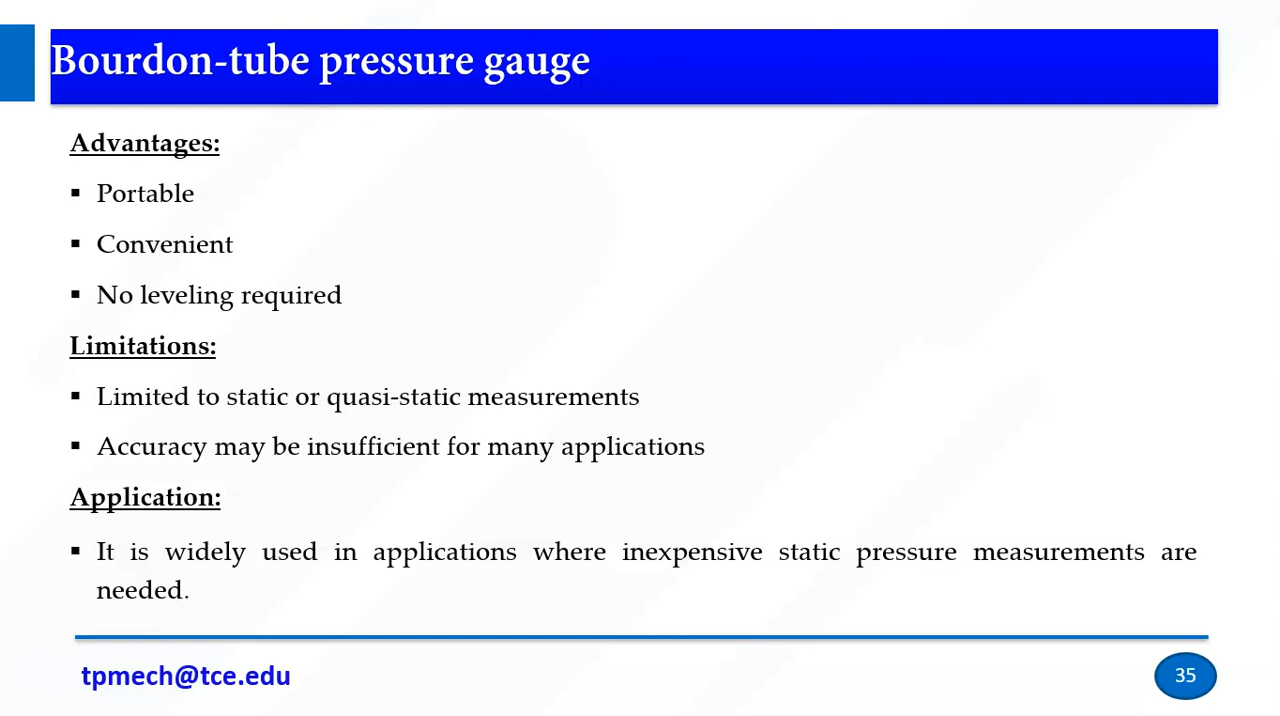 Bourdon-tube pressure gauge
Advantages:
▪ Portable
▪ Convenient
▪ No leveling required
Limitations:
▪ Limited to static or quasi-static measurements
▪ Accuracy may be insufficient for many applications
Application:
▪ It is widely used in applications where inexpensive static pressure measurements are
needed.
tpmech@tce.edu
35